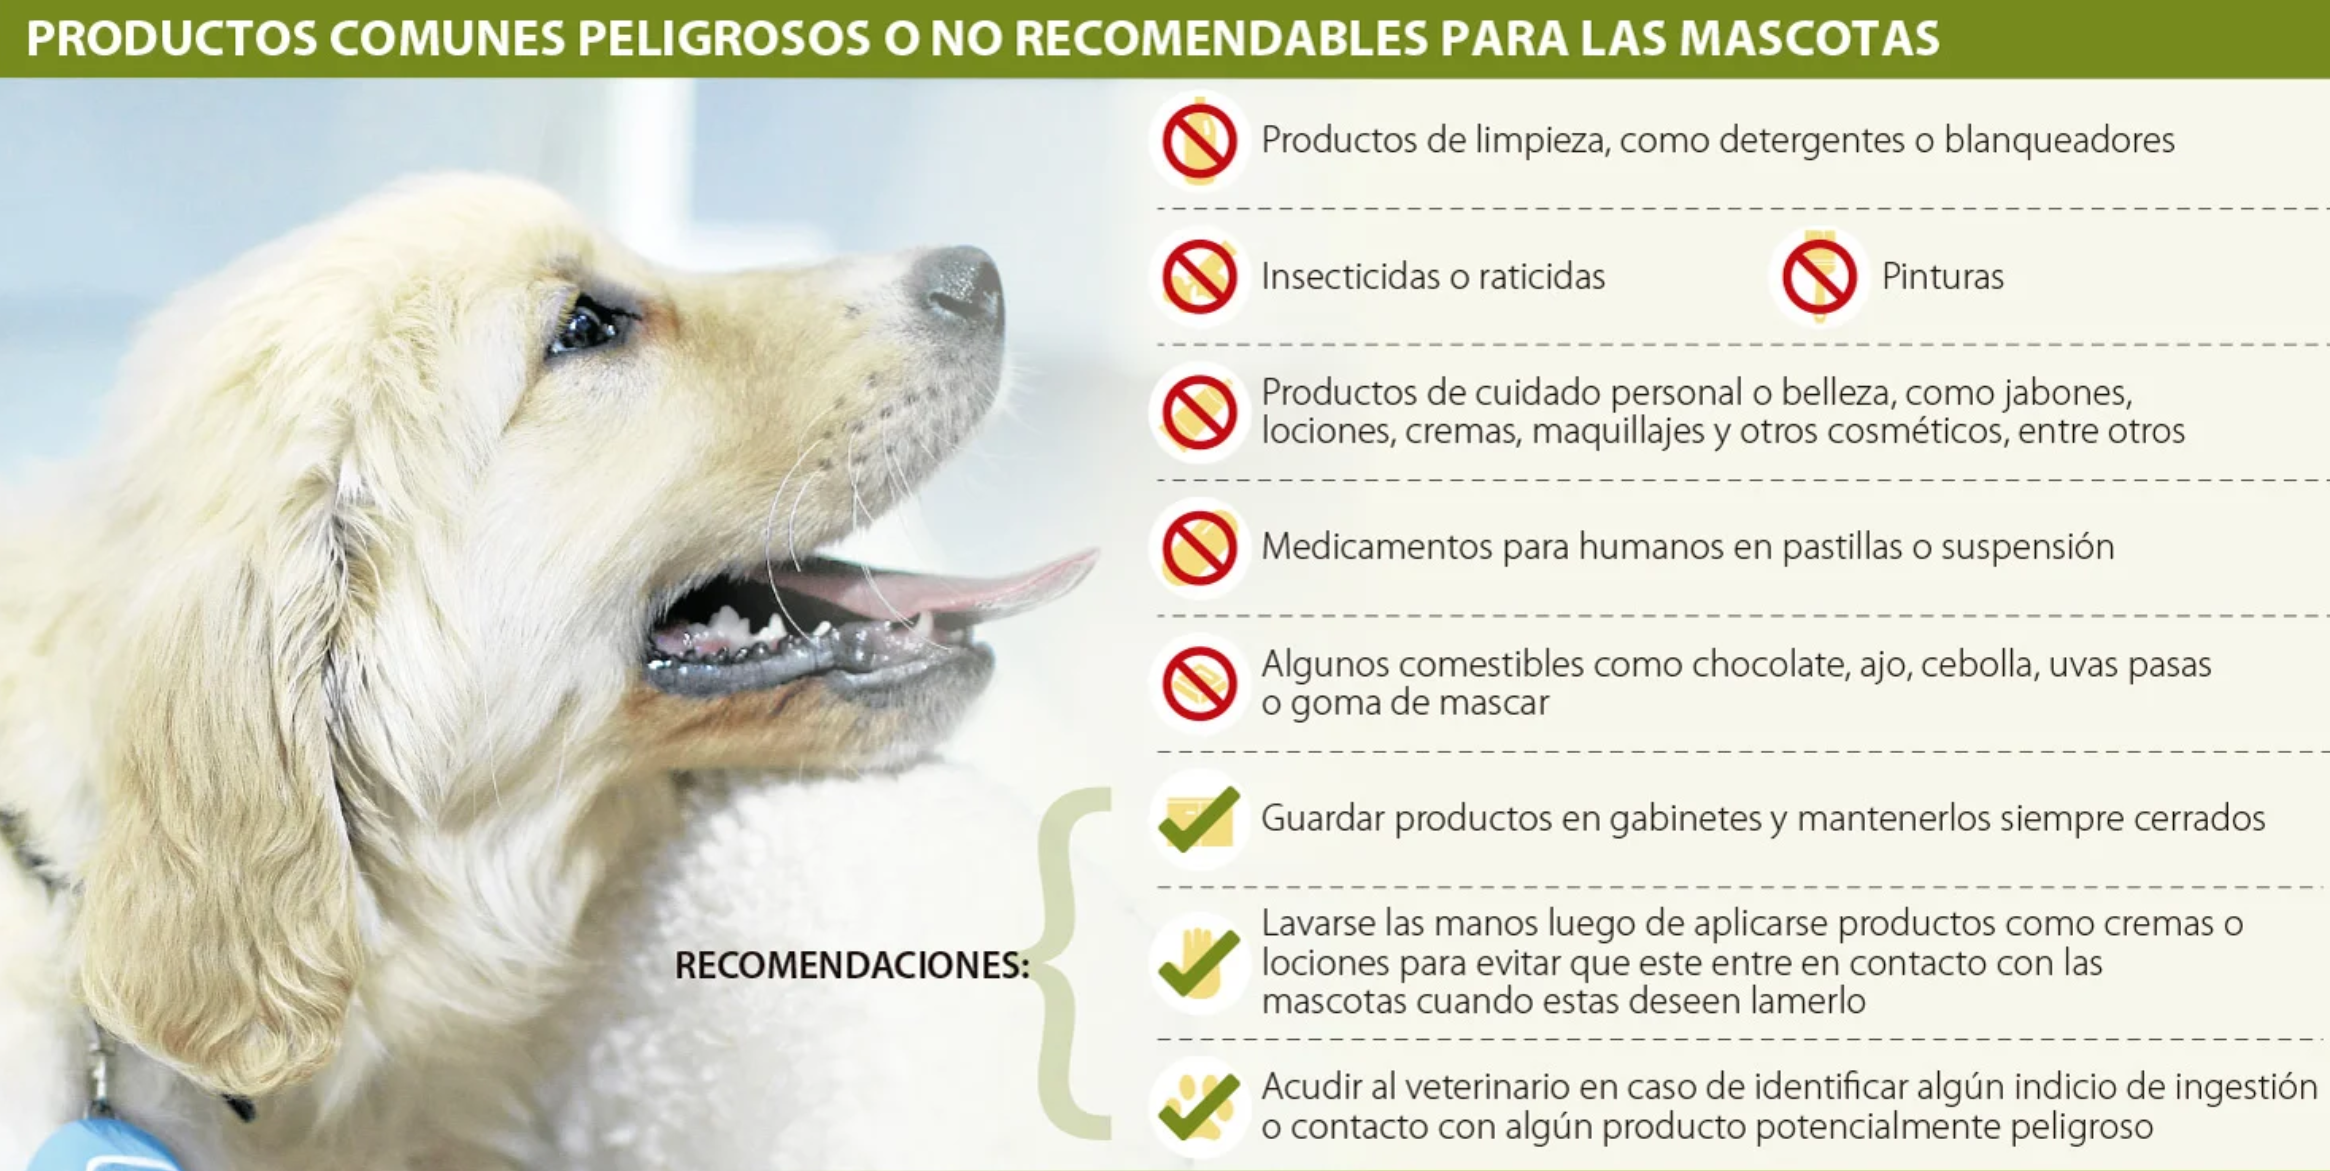 PRODUCTOS COMUNES PELIGROSOS O NO RECOMENDABLES PARA LAS MASCOTAS
Productos de limpieza, como detergentes o blanqueadores
Insecticidas o raticidas
Pinturas
Productos de cuidado personal o belleza, como jabones,
lociones, cremas, maquillajes y otros cosméticos, entre otros
Medicamentos para humanos en pastillas o suspensión
Algunos comestibles como chocolate, ajo, cebolla, uvas pasas
o goma de mascar
RECOMENDACIONES:
Guardar productos en gabinetes y mantenerlos siempre cerrados
Lavarse las manos luego de aplicarse productos como cremas o
lociones para evitar que este entre en contacto con las
mascotas cuando estas deseen lamerlo
Acudir al veterinario en caso de identificar algún indicio de ingestión
o contacto con algún producto potencialmente peligroso